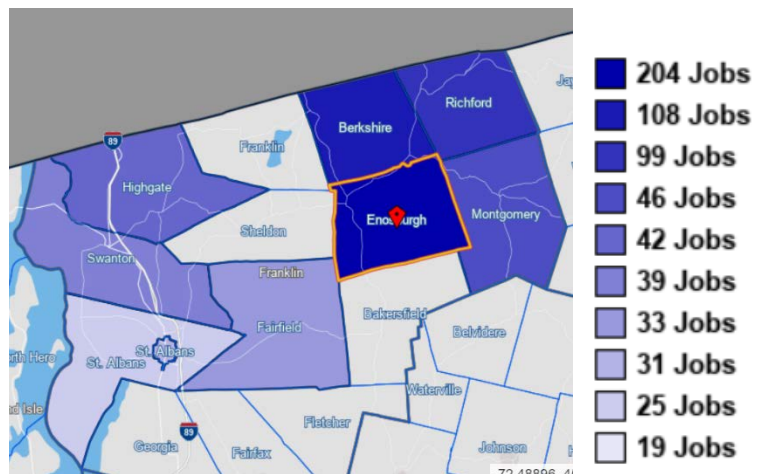 204 Jobs
108 Jobs
99 Jobs
46 Jobs
42 Jobs
39 Jobs
33 Jobs
31 Jobs
25 Jobs
19 Jobs
Richford
Berkshire
89
Franklin
Highgate
Montgomery
Enosburgh
Sheldon
Swanton
Franklin
Bakersfield
Fairfield
Belvidere
St. Albans
St. Albans
Hero
Isle
Waterville
Fletcher
Georgia
89
Fairfax
Johnson